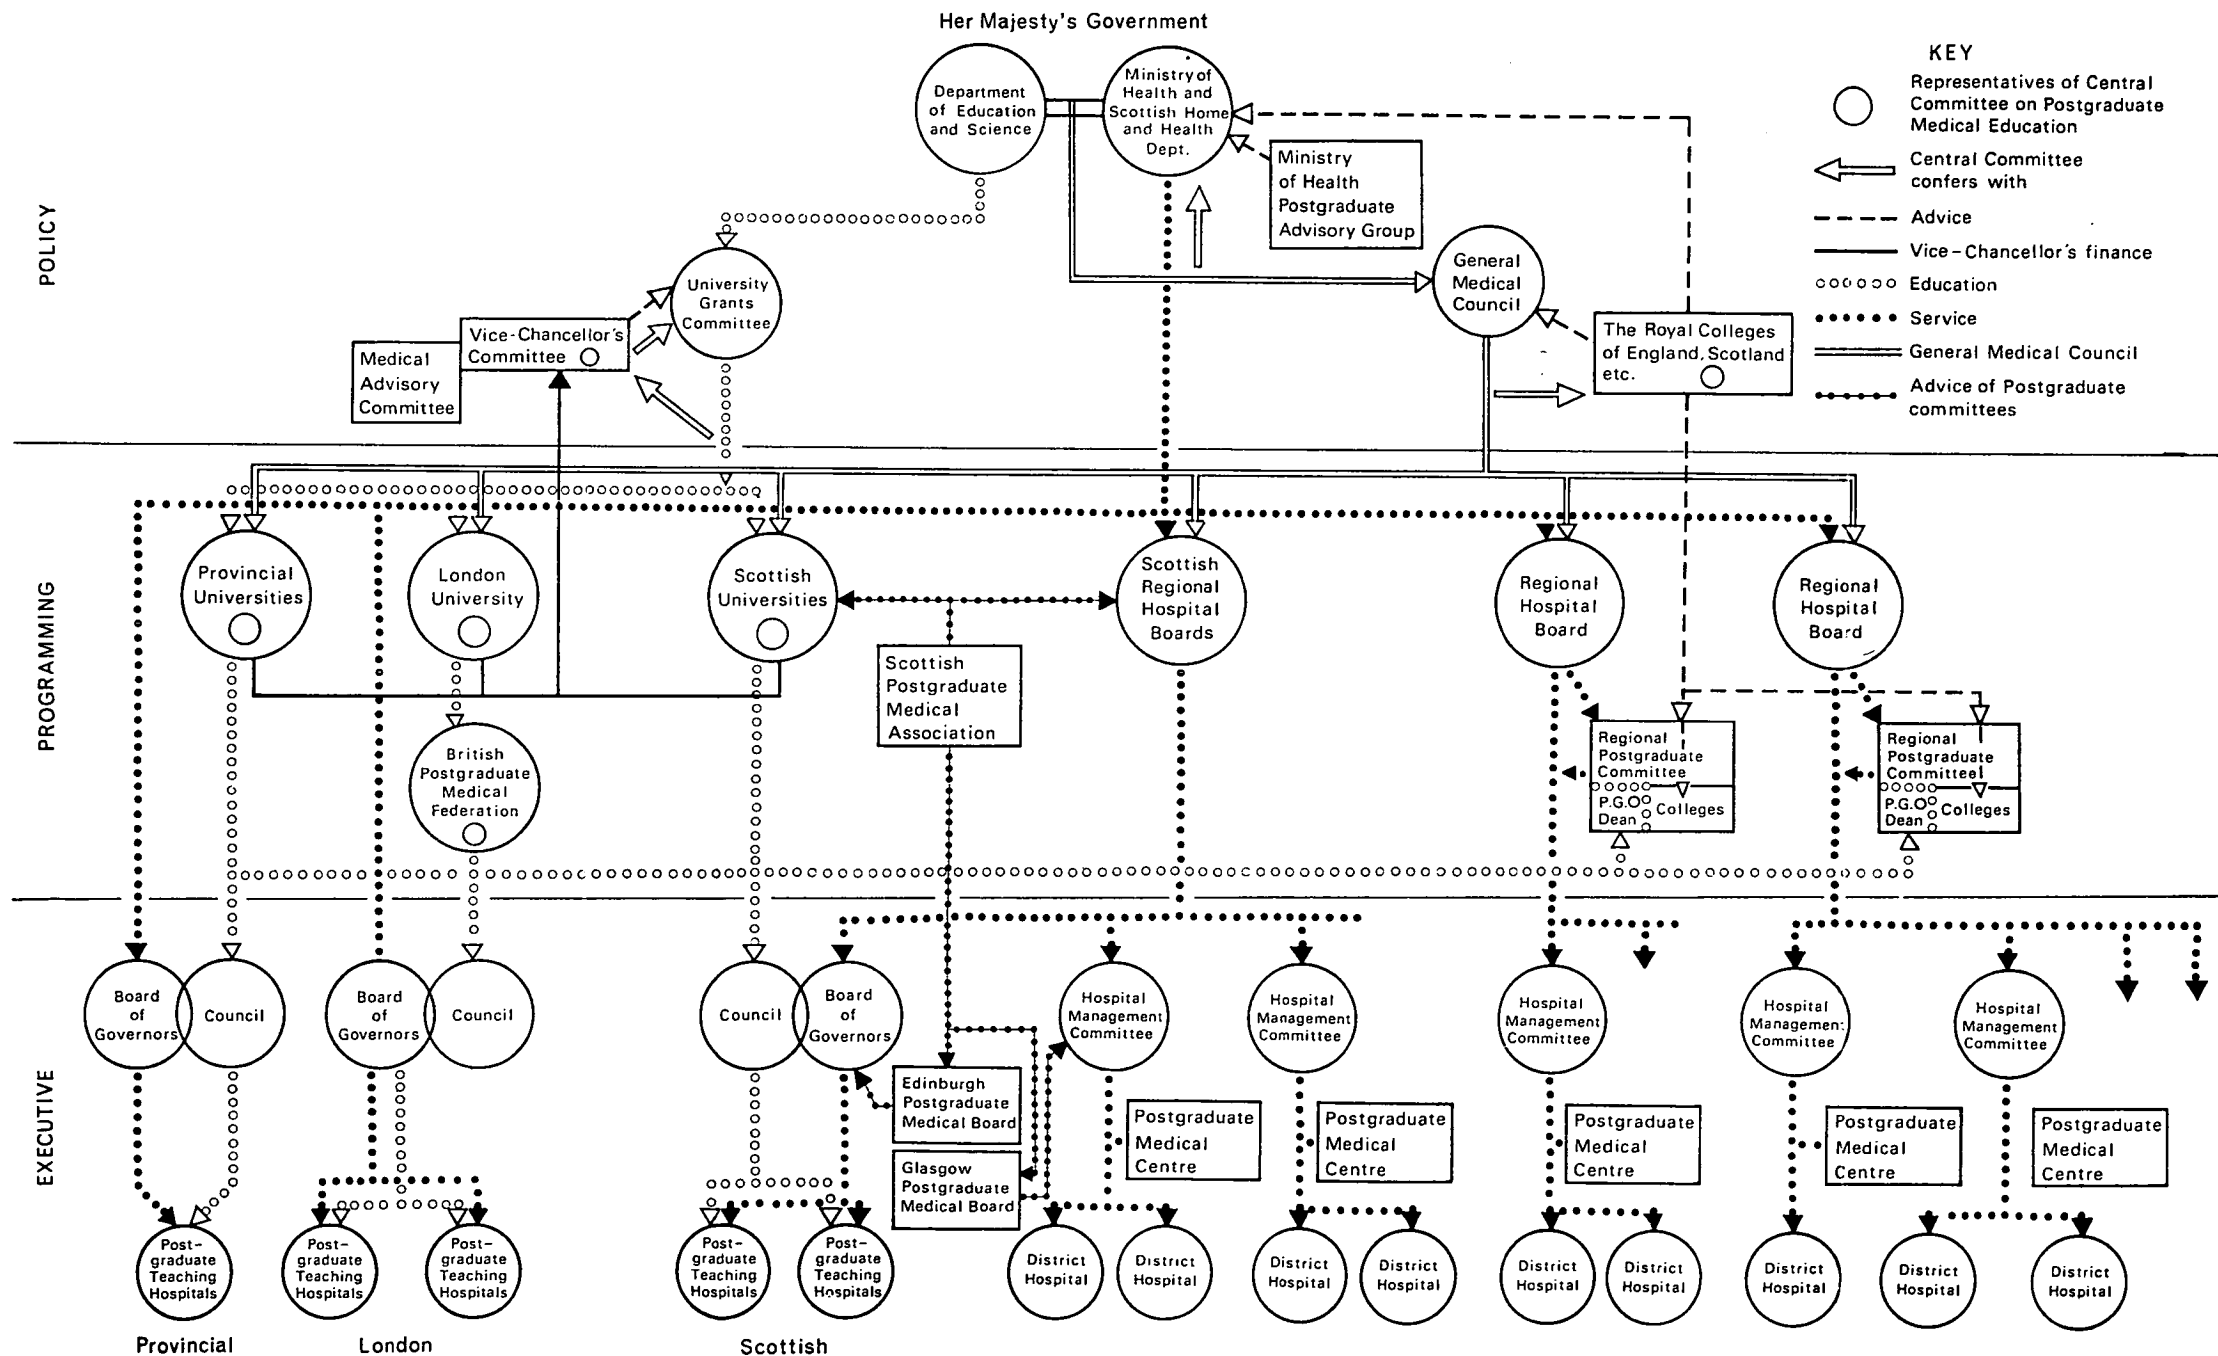 Her Majesty's Government
Department
of Education
and Science
Ministry of
Health and
Scottish Home
and Health
Dept.
Ministry
of Health
Postgraduate
Advisory Group
KEY
Representatives of Central
Committee on Postgraduate
Medical Education
Central Committee
confers with
Advice
Vice-Chancellor's finance
Education
Service
General Medical Council
Advice of Postgraduate
committees
POLICY
University
Grants
Committee
General
Medical
Council
Vice-Chancellor's
Committee
Medical
Advisory
Committee
The Royal Colleges
of England, Scotland
etc.
PROGRAMMING
Provincial
Universities
London
University
Scottish
Universities
Scottish
Regional
Hospital
Boards
Regional
Hospital
Board
Regional
Hospital
Board
Scottish
Postgraduate
Medical
Association
British
Postgraduate
Medical
Federation
Regional
Postgraduate
Committee
P.G.
Dean
Colleges
Regional
Postgraduate
Committee
P.G.
Dean
Colleges
EXECUTIVE
Board
of
Governors
Council
Board
of
Governors
Council
Council
Board
of
Governors
Hospital
Management
Committee
Hospital
Management
Committee
Hospital
Management
Committee
Hospital
Management
Committee
Hospital
Management
Committee
Edinburgh
Postgraduate
Medical Board
Glasgow
Postgraduate
Medical Board
Postgraduate
Medical
Centre
Postgraduate
Medical
Centre
Postgraduate
Medical
Centre
Postgraduate
Medical
Centre
Postgraduate
Medical
Centre
Post-
graduate
Teaching
Hospitals
Post-
graduate
Teaching
Hospitals
Post-
graduate
Teaching
Hospitals
Post-
graduate
Teaching
Hospitals
Post-
graduate
Teaching
Hospitals
District
Hospital
District
Hospital
District
Hospital
District
Hospital
District
Hospital
District
Hospital
District
Hospital
District
Hospital
District
Hospital
Provincial
London
Scottish